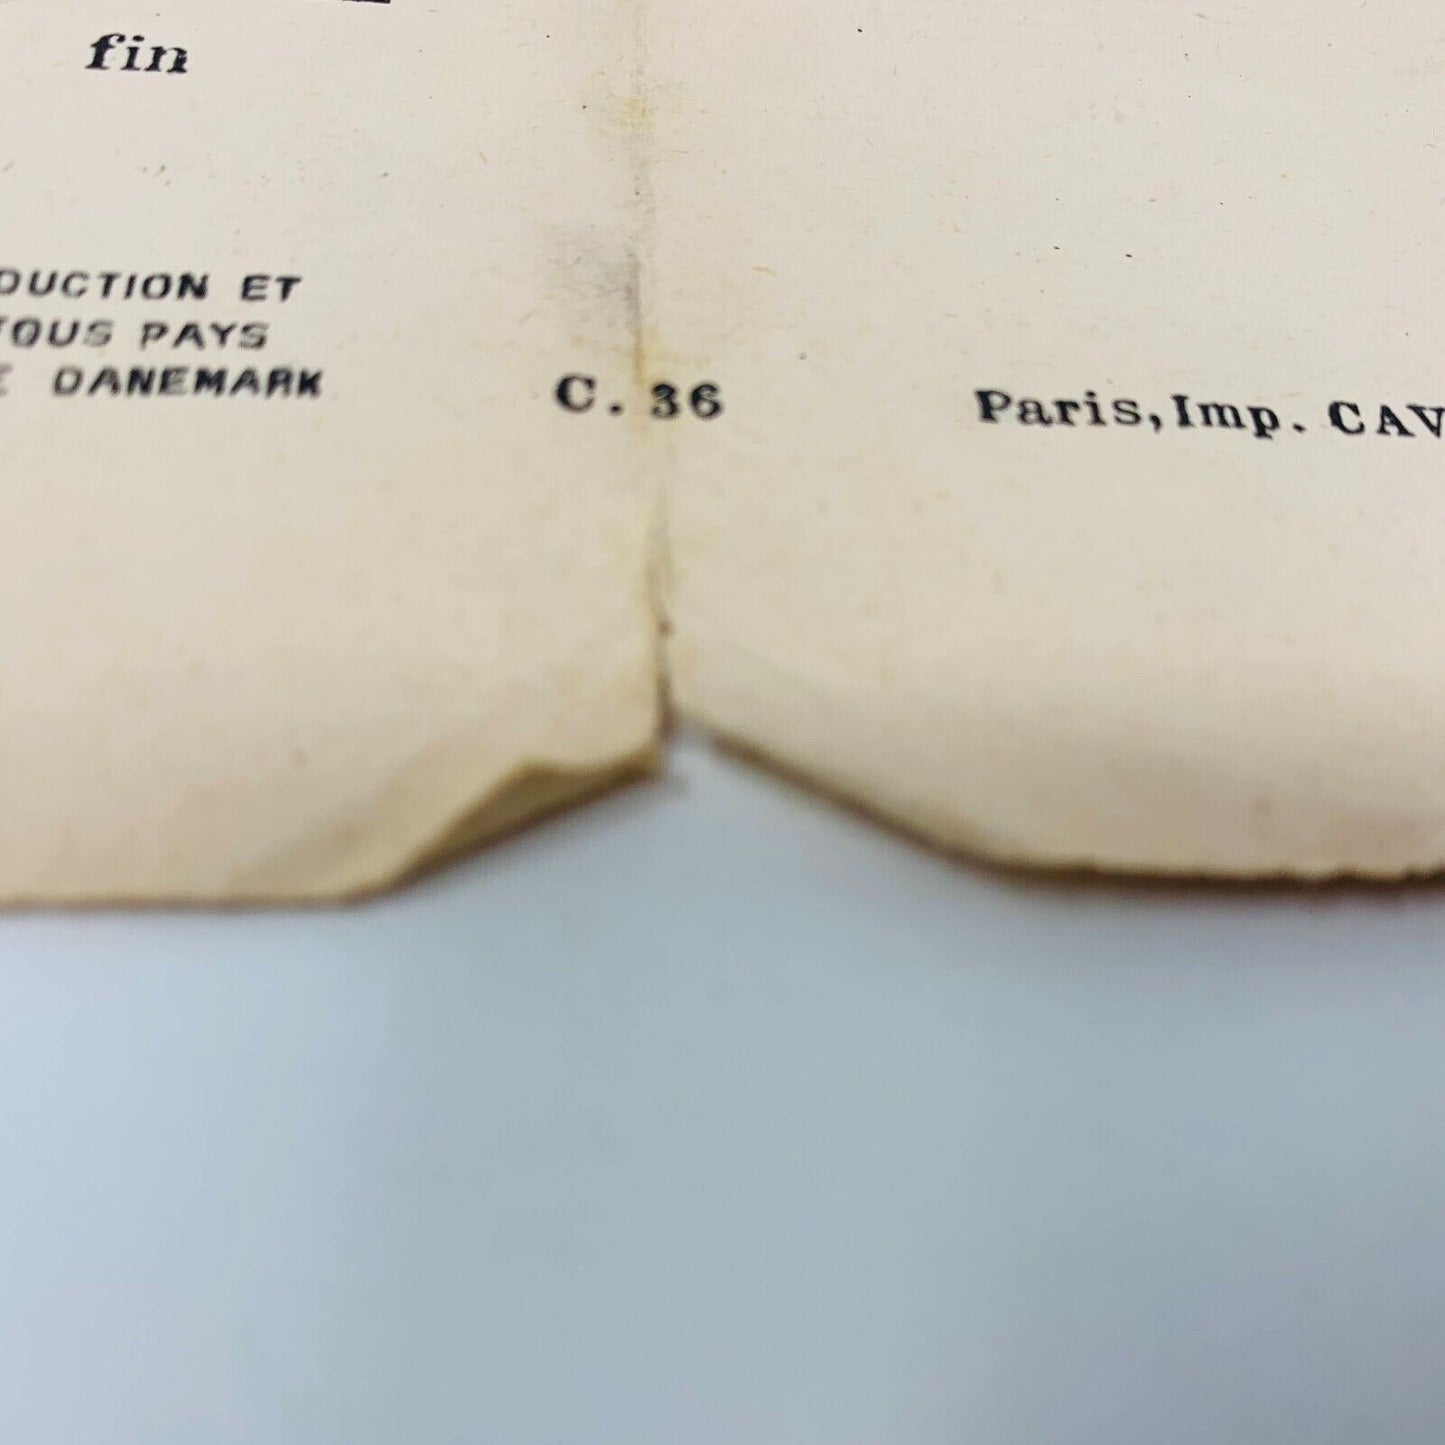 fin
DUCTION ET
TOUS PAYS
E DANEMARK
C. 36
Paris, Imp. CAV